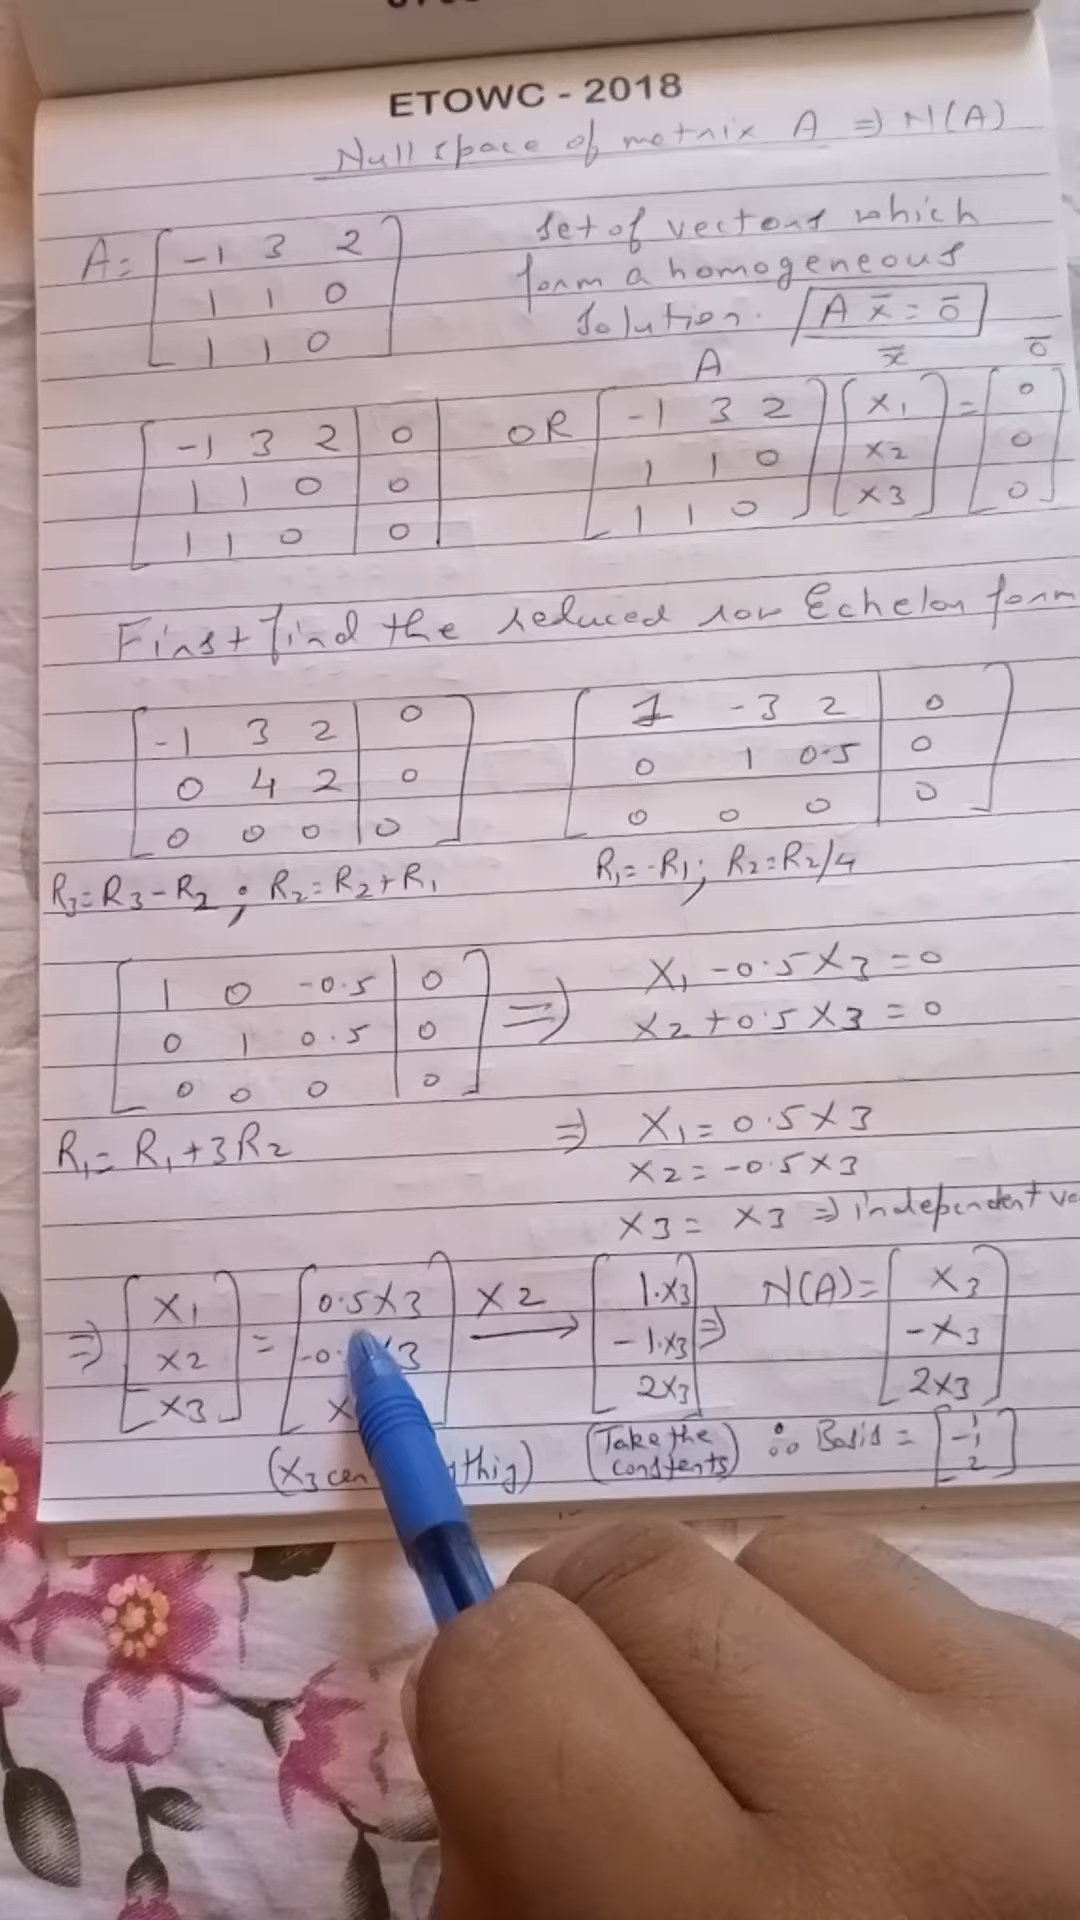 ETOWC - 2018
Null space of matrix A ⇒ N(A)
A= [ -1 3 2
1 1 0
1 1 0 ]
set of vectors which
form a homogeneous
solution. A x̄ = 0̄
[ -1 3 2 | 0
1 1 0 | 0
1 1 0 | 0 ]
OR
A x̄ 0̄
[ -1 3 2 ] [ x1 ] = [ 0 ]
[ 1 1 0 ] [ x2 ] [ 0 ]
[ 1 1 0 ] [ x3 ] [ 0 ]
First find the reduced row Echelon form
[ -1 3 2 | 0
0 4 2 | 0
0 0 0 | 0 ]
R3=R3-R2 ; R2=R2+R1
[ 1 -3 2 | 0
0 1 0.5 | 0
0 0 0 | 0 ]
R1=-R1; R2=R2/4
[ 1 0 -0.5 | 0
0 1 0.5 | 0
0 0 0 | 0 ]
R1= R1+3R2
⇒ X1 -0.5X3 = 0
X2 +0.5X3 = 0
⇒ X1 = 0.5X3
X2 = -0.5X3
X3 = X3 ⇒ independent
⇒ [ X1 ] = [ 0.5X3 ] X2 → [ 1.x3 ] ⇒ N(A) = [ X3 ]
[ X2 ] [ -1.x3 ] [ -X3 ]
[ X3 ] [ 2X3 ] [ 2X3 ]
(Take the
constents)
∴ Basis = [ 1
-1
2 ]